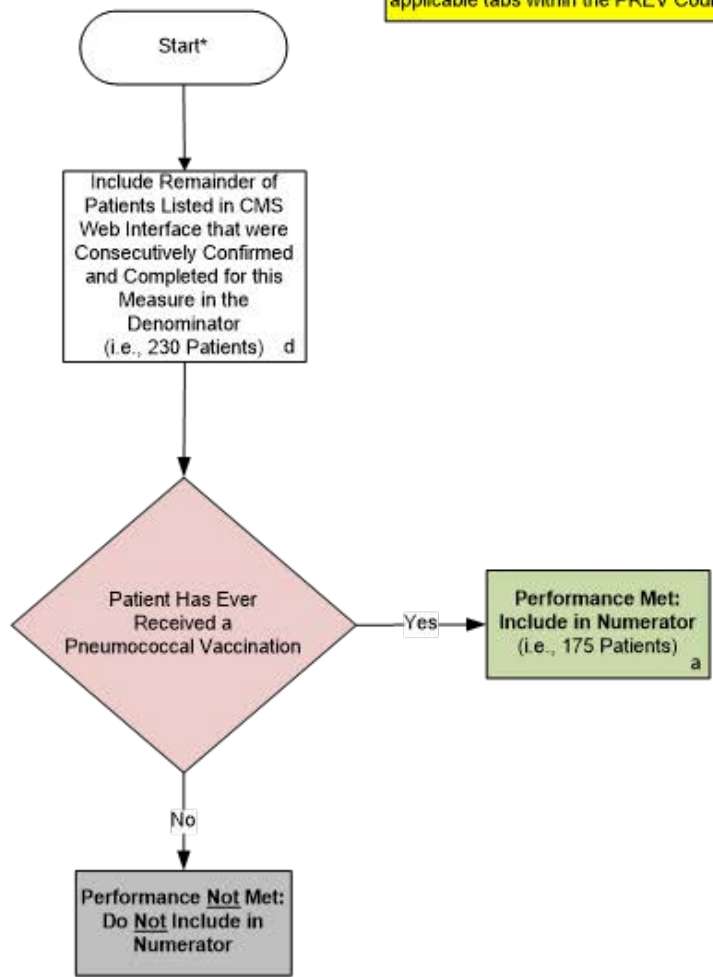 applicable tabs within the PREV
Start*
Include Remainder of
Patients Listed in CMS
Web Interface that were
Consecutively Confirmed
and Completed for this
Measure in the
Denominator
(i.e., 230 Patients) d
Patient Has Ever
Received a
Pneumococcal Vaccination
Yes
Performance Met:
Include in Numerator
(i.e., 175 Patients)
a
No
Performance Not Met:
Do Not Include in
Numerator